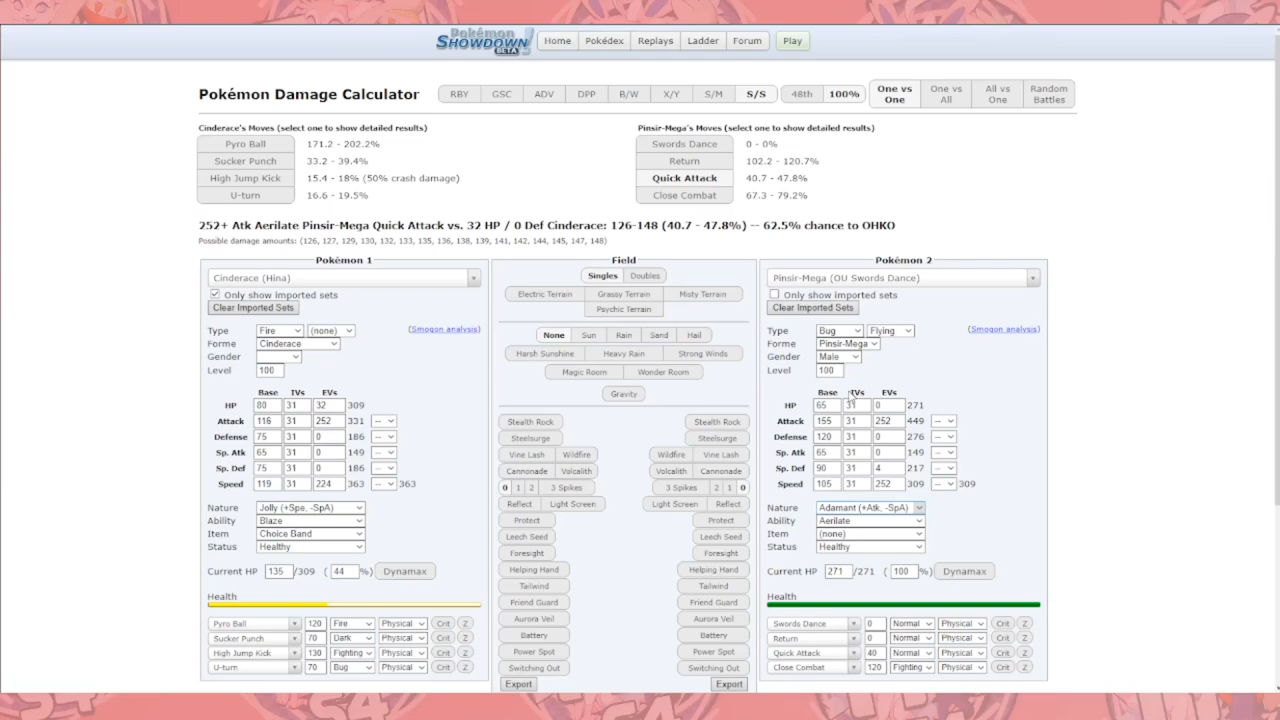 Pokémon
SHOWDOWN!
BETA
Home Pokédex Replays Ladder Forum Play
Pokémon Damage Calculator
RBY GSC ADV DPP B/W X/Y S/M S/S
48th 100%
One vs One
One vs All
All vs One
Random Battles
Cinderace's Moves (select one to show detailed results)
Pyro Ball 171.2 - 202.2%
Sucker Punch 33.2 - 39.4%
High Jump Kick 15.4 - 18% (50% crash damage)
U-turn 16.6 - 19.5%
Pinsir-Mega's Moves (select one to show detailed results)
Swords Dance 0 - 0%
Return 102.2 - 120.7%
Quick Attack 40.7 - 47.8%
Close Combat 67.3 - 79.2%
252+ Atk Aerilate Pinsir-Mega Quick Attack vs. 32 HP / 0 Def Cinderace: 126-148 (40.7 - 47.8%) -- 62.5% chance to OHKO
Possible damage amounts: (126, 127, 129, 130, 132, 133, 135, 136, 138, 139, 141, 142, 144, 145, 147, 148)
Pokémon 1
Cinderace (Hina)
Only show imported sets
Clear Imported Sets
Type Fire (none) (Smogon analysis)
Forme Cinderace
Gender
Level 100
Base IVs EVs
HP 80 31 32 309
Attack 116 31 252 331 --
Defense 75 31 0 186 --
Sp. Atk 65 31 0 149 --
Sp. Def 75 31 0 186 --
Speed 119 31 224 363 -- 363
Nature Jolly (+Spe, -SpA)
Ability Blaze
Item Choice Band
Status Healthy
Current HP 135 /309 ( 44 %) Dynamax
Health
Pyro Ball 120 Fire Physical Crit Z
Sucker Punch 70 Dark Physical Crit Z
High Jump Kick 130 Fighting Physical Crit Z
U-turn 70 Bug Physical Crit Z
Field
Singles Doubles
Electric Terrain Grassy Terrain Misty Terrain
Psychic Terrain
None Sun Rain Sand Hail
Harsh Sunshine Heavy Rain Strong Winds
Magic Room Wonder Room
Gravity
Stealth Rock Stealth Rock
Steelsurge Steelsurge
Vine Lash Wildfire Wildfire Vine Lash
Cannonade Volcalith Volcalith Cannonade
0 1 2 3 Spikes 3 Spikes 2 1 0
Reflect Light Screen Light Screen Reflect
Protect Protect
Leech Seed Leech Seed
Foresight Foresight
Helping Hand Helping Hand
Tailwind Tailwind
Friend Guard Friend Guard
Aurora Veil Aurora Veil
Battery Battery
Power Spot Power Spot
Switching Out Switching Out
Export Export
Pokémon 2
Pinsir-Mega (OU Swords Dance)
Only show imported sets
Clear Imported Sets
Type Bug Flying (Smogon analysis)
Forme Pinsir-Mega
Gender Male
Level 100
Base IVs EVs
HP 65 31 0 271
Attack 155 31 252 449 --
Defense 120 31 0 276 --
Sp. Atk 65 31 0 149 --
Sp. Def 90 31 4 217 --
Speed 105 31 252 309 -- 309
Nature Adamant (+Atk, -SpA)
Ability Aerilate
Item (none)
Status Healthy
Current HP 271 /271 ( 100 %) Dynamax
Health
Swords Dance 0 Normal Physical Crit Z
Return 0 Normal Physical Crit Z
Quick Attack 40 Normal Physical Crit Z
Close Combat 120 Fighting Physical Crit Z